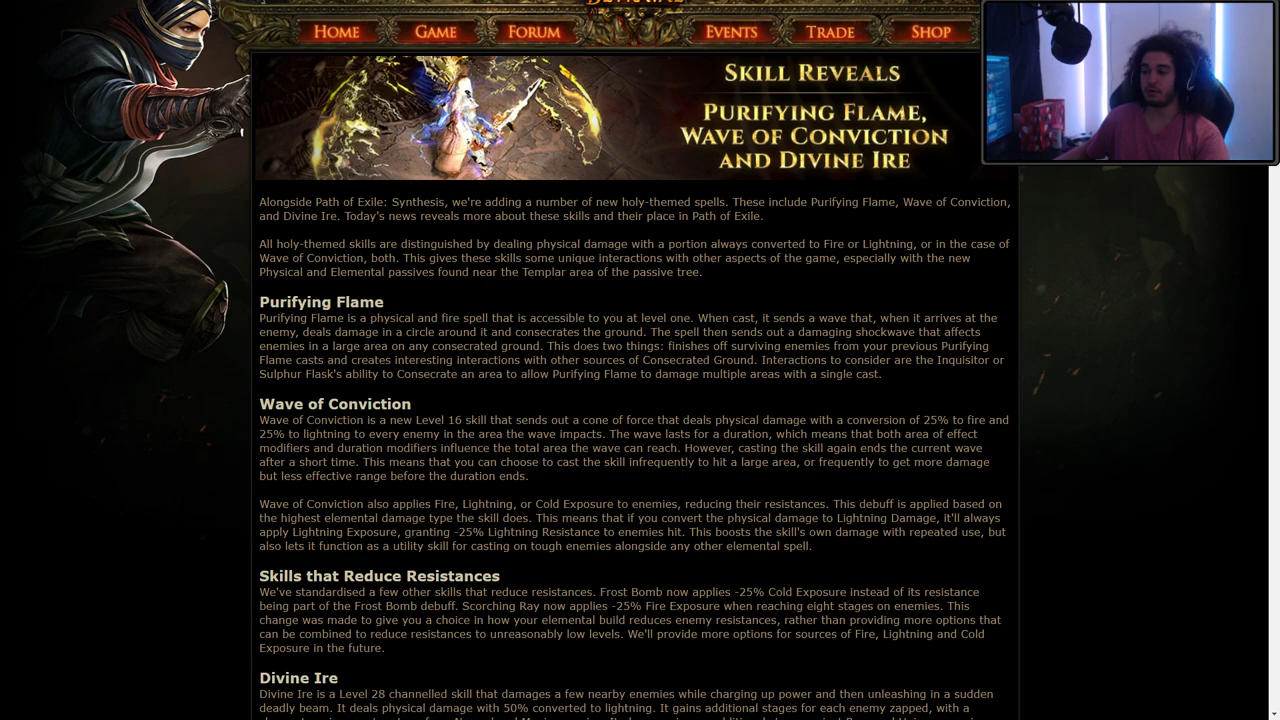 HOME
GAME
FORUM
EVENTS
TRADE
SHOP
SKILL REVEALS
PURIFYING FLAME,
WAVE OF CONVICTION
AND DIVINE IRE
Alongside Path of Exile: Synthesis, we're adding a number of new holy-themed spells. These include Purifying Flame, Wave of Conviction,
and Divine Ire. Today's news reveals more about these skills and their place in Path of Exile.
All holy-themed skills are distinguished by dealing physical damage with a portion always converted to Fire or Lightning, or in the case of
Wave of Conviction, both. This gives these skills some unique interactions with other aspects of the game, especially with the new
Physical and Elemental passives found near the Templar area of the passive tree.
Purifying Flame
Purifying Flame is a physical and fire spell that is accessible to you at level one. When cast, it sends a wave that, when it arrives at the
enemy, deals damage in a circle around it and consecrates the ground. The spell then sends out a damaging shockwave that affects
enemies in a large area on any consecrated ground. This does two things: finishes off surviving enemies from your previous Purifying
Flame casts and creates interesting interactions with other sources of Consecrated Ground. Interactions to consider are the Inquisitor or
Sulphur Flask's ability to Consecrate an area to allow Purifying Flame to damage multiple areas with a single cast.
Wave of Conviction
Wave of Conviction is a new Level 16 skill that sends out a cone of force that deals physical damage with a conversion of 25% to fire and
25% to lightning to every enemy in the area the wave impacts. The wave lasts for a duration, which means that both area of effect
modifiers and duration modifiers influence the total area the wave can reach. However, casting the skill again ends the current wave
after a short time. This means that you can choose to cast the skill infrequently to hit a large area, or frequently to get more damage
but less effective range before the duration ends.
Wave of Conviction also applies Fire, Lightning, or Cold Exposure to enemies, reducing their resistances. This debuff is applied based on
the highest elemental damage type the skill does. This means that if you convert the physical damage to Lightning Damage, it'll always
apply Lightning Exposure, granting -25% Lightning Resistance to enemies hit. This boosts the skill's own damage with repeated use, but
also lets it function as a utility skill for casting on tough enemies alongside any other elemental spell.
Skills that Reduce Resistances
We've standardised a few other skills that reduce resistances. Frost Bomb now applies -25% Cold Exposure instead of its resistance
being part of the Frost Bomb debuff. Scorching Ray now applies -25% Fire Exposure when reaching eight stages on enemies. This
change was made to give you a choice in how your elemental build reduces enemy resistances, rather than providing more options that
can be combined to reduce resistances to unreasonably low levels. We'll provide more options for sources of Fire, Lightning and Cold
Exposure in the future.
Divine Ire
Divine Ire is a Level 28 channelled skill that damages a few nearby enemies while charging up power and then unleashing in a sudden
deadly beam. It deals physical damage with 50% converted to lightning. It gains additional stages for each enemy zapped, with a